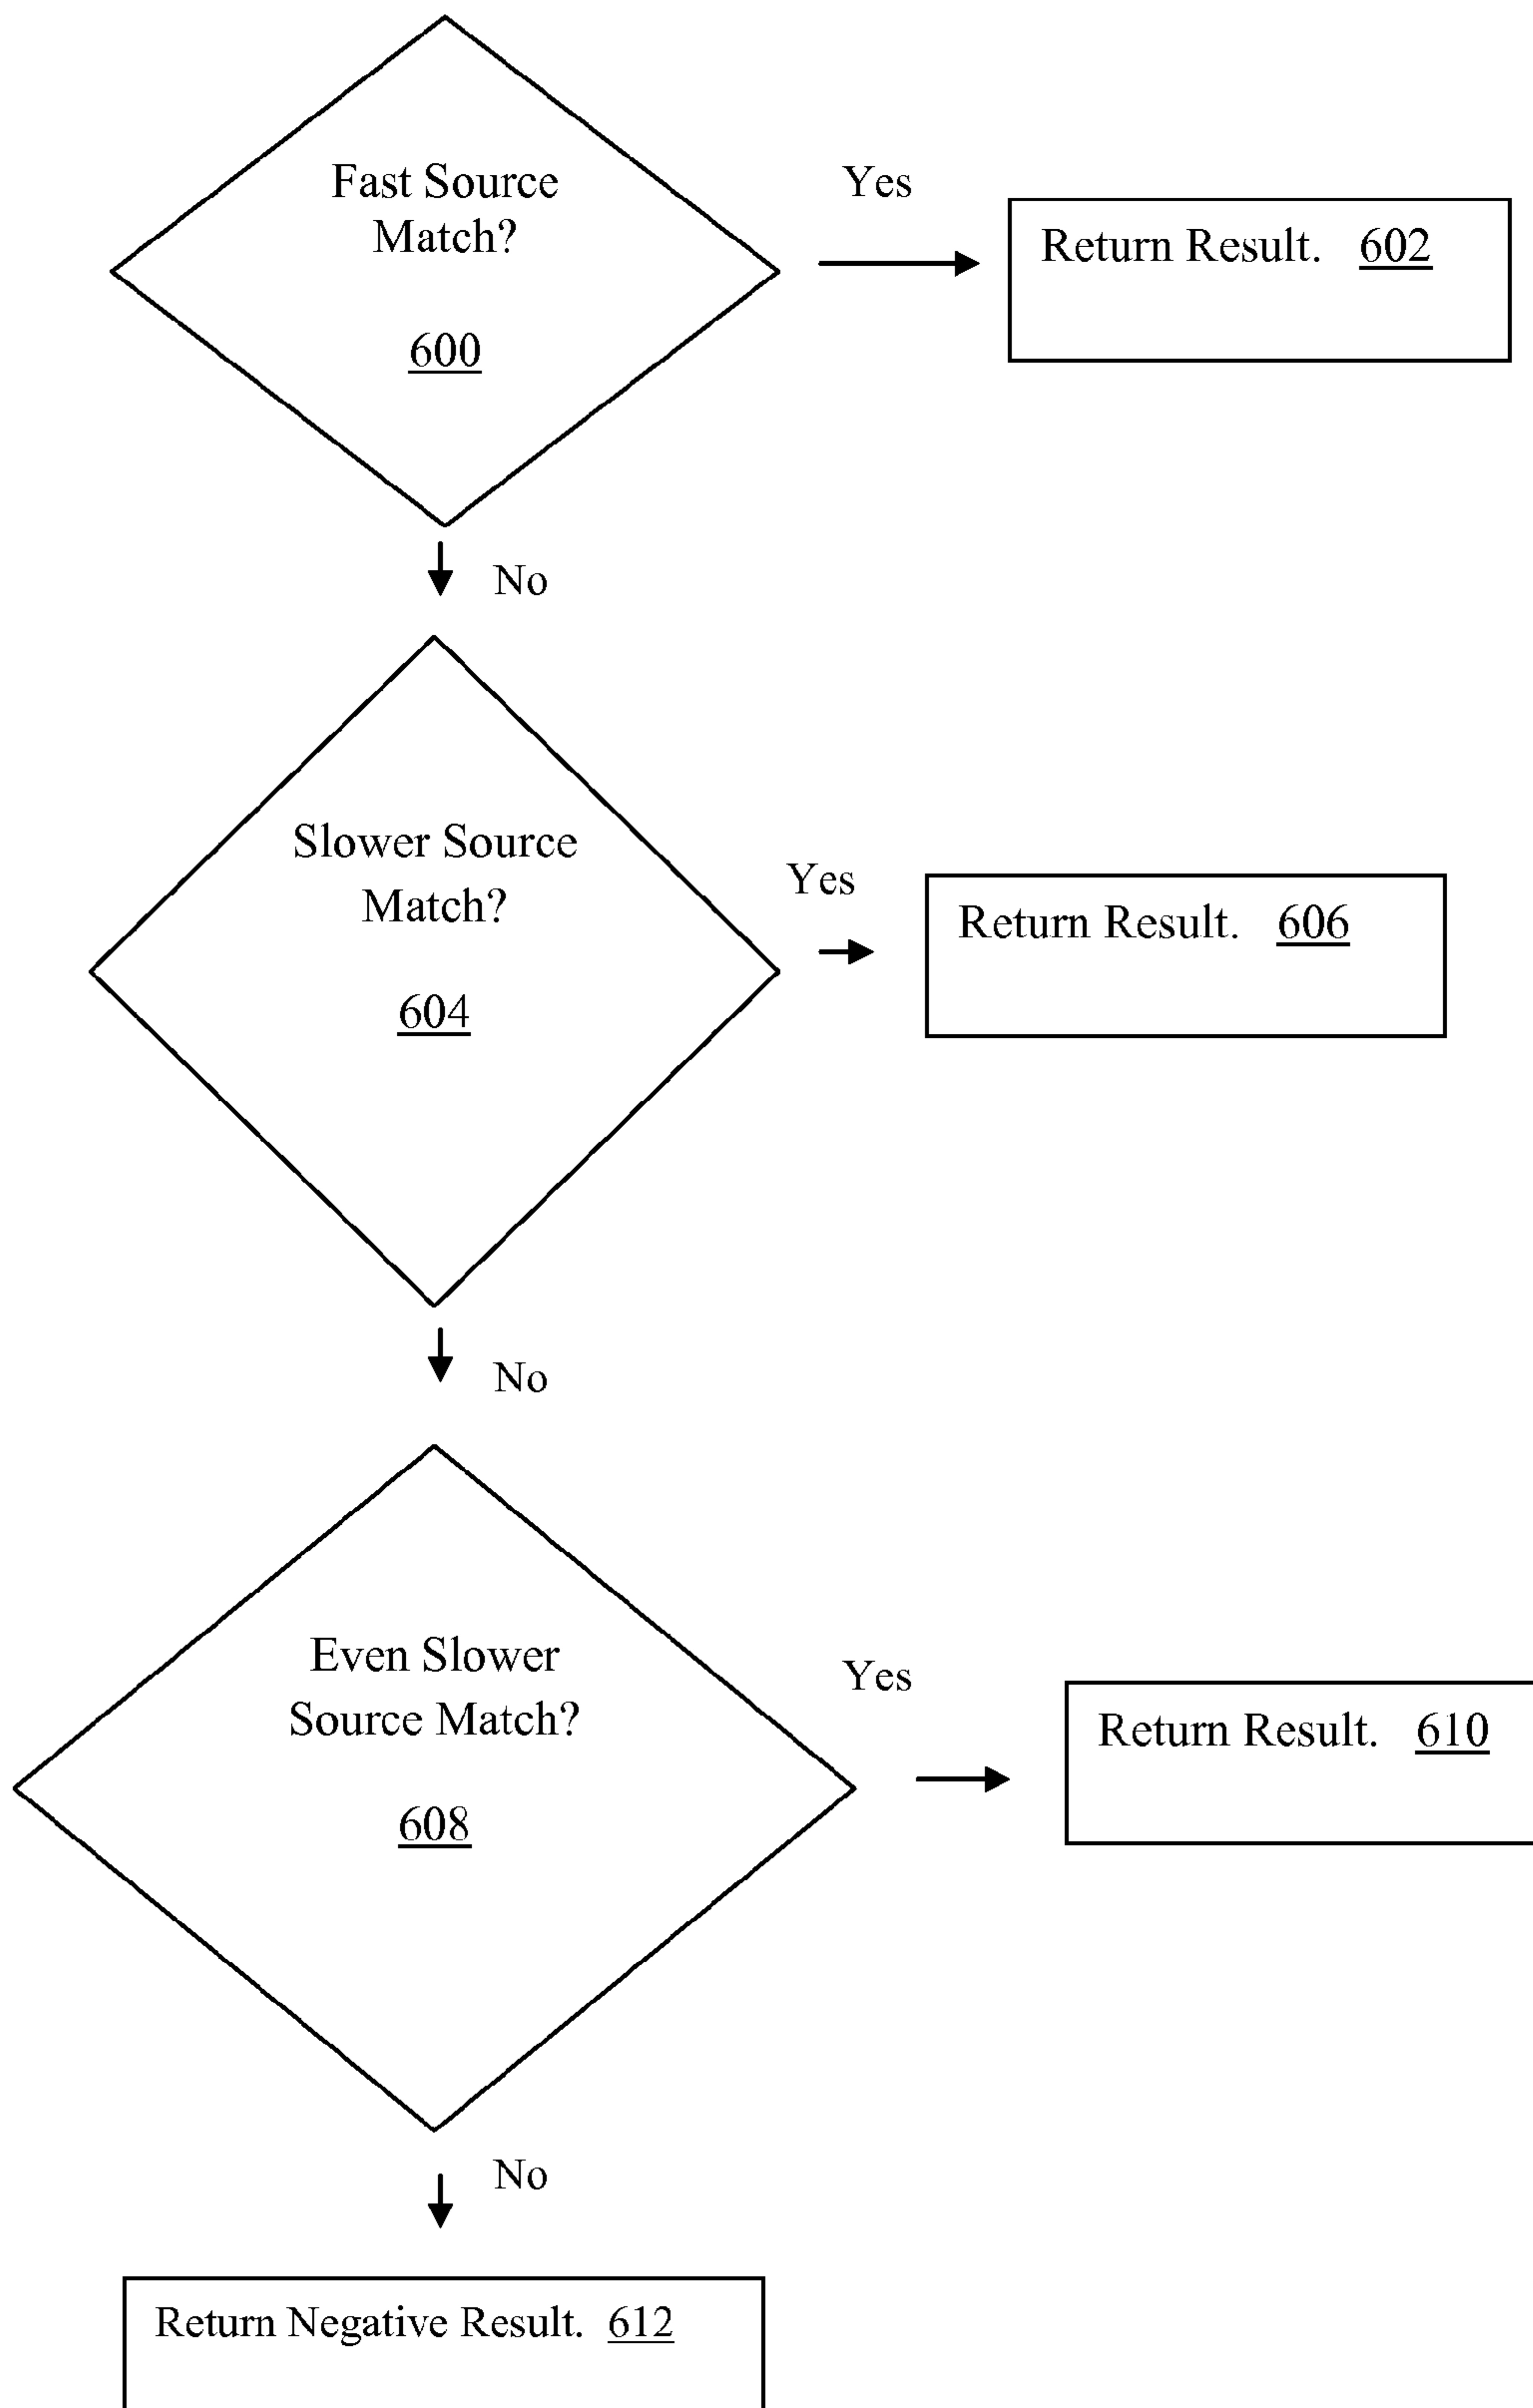 Fast Source
Match?
600
Yes
Return Result. 602
No
Slower Source
Match?
604
Yes
Return Result. 606
No
Even Slower
Source Match?
608
Yes
Return Result. 610
No
Return Negative Result. 612